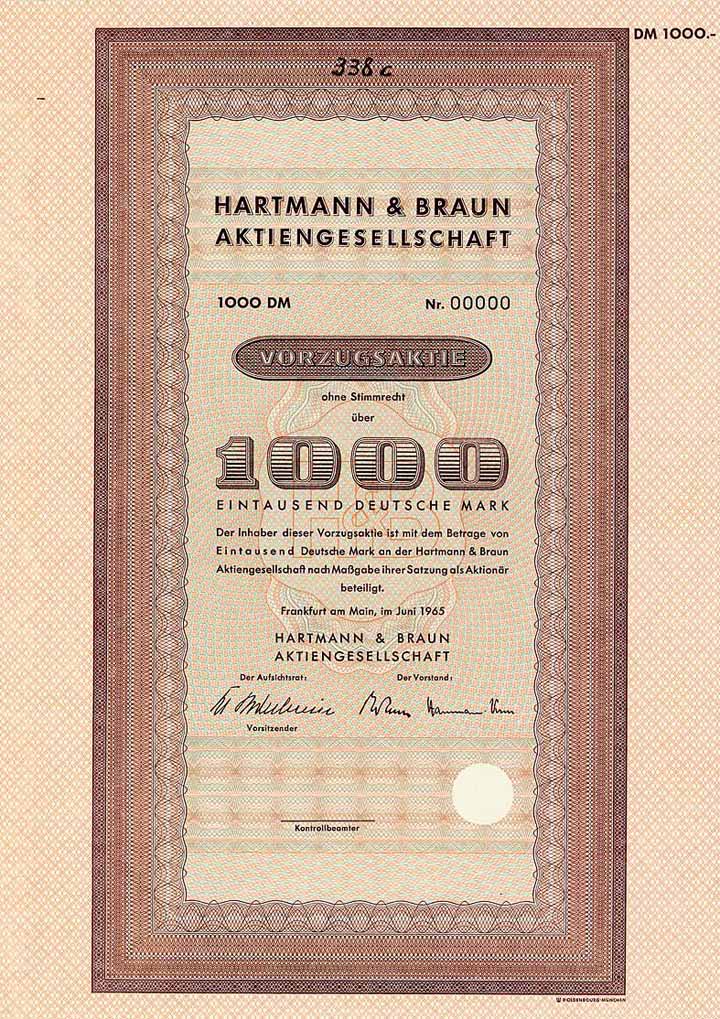 DM 1000.-
338 c
HARTMANN & BRAUN
AKTIENGESELLSCHAFT
1000 DM Nr. 00000
VORZUGSAKTIE
ohne Stimmrecht
über
1000
EINTAUSEND DEUTSCHE MARK
Der Inhaber dieser Vorzugsaktie ist mit dem Betrage von
Eintausend Deutsche Mark an der Hartmann & Braun
Aktiengesellschaft nach Maßgabe ihrer Satzung als Aktionär
beteiligt.
Frankfurt am Main, im Juni 1965
HARTMANN & BRAUN
AKTIENGESELLSCHAFT
Der Aufsichtsrat: Der Vorstand:
Vorsitzender
Kontrollbeamter
R·OLDENBOURG·MÜNCHEN